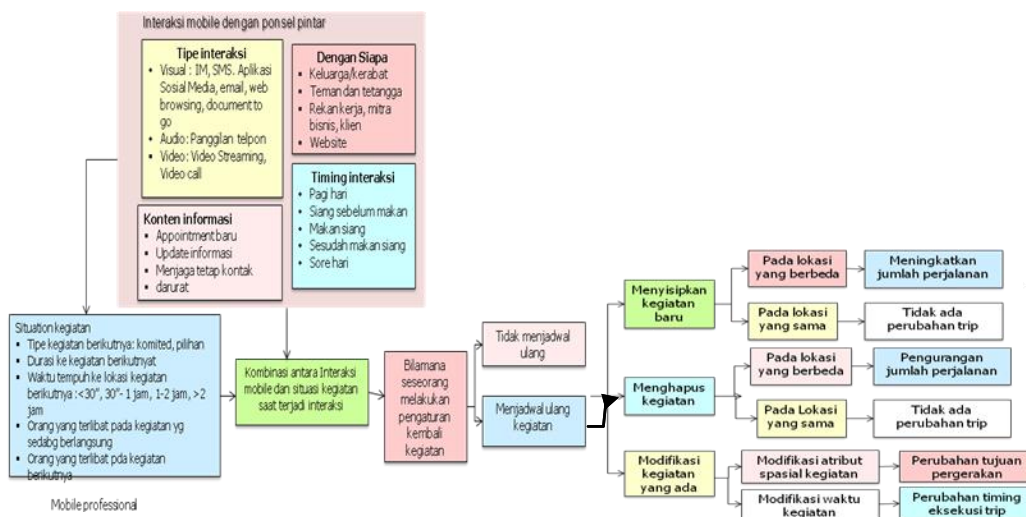 Interaksi mobile dengan ponsel pintar
Tipe interaksi
▪ Visual : IM, SMS. Aplikasi
Sosial Media, email, web
browsing, document to
go
▪ Audio: Panggilan telpon
▪ Video: Video Streaming,
Video call
Dengan Siapa
▪ Keluarga/kerabat
▪ Teman dan tetangga
▪ Rekan kerja, mitra
bisnis, klien
▪ Website
Konten informasi
▪ Appointment baru
▪ Update informasi
▪ Menjaga tetap kontak
▪ darurat
Timing interaksi
▪ Pagi hari
▪ Siang sebelum makan
▪ Makan siang
▪ Sesudah makan siang
▪ Sore hari
Situation kegiatan
▪ Tipe kegiatan berikutnya: komited, pilihan
▪ Durasi ke kegiatan berikutnyat
▪ Waktu tempuh ke lokasi kegiatan
berikutnya :<30", 30"- 1 jam, 1-2 jam, >2
jam
▪ Orang yang terlibat pada kegiatan yg
sedabg berlangsung
▪ Orang yang terlibat pda kegiatan
berikutnya
Mobile professional
Kombinasi antara Interaksi
mobile dan situasi kegiatan
saat terjadi interaksi
Bilamana
seseorang
melakukan
pengaturan
kembali
kegiatan
Tidak menjadwal
ulang
Menjadwal ulang
kegiatan
Menyisipkan
kegiatan
baru
Pada lokasi
yang berbeda
Meningkatkan
jumlah perjalanan
Pada lokasi
yang sama
Tidak ada
perubahan trip
Menghapus
kegiatan
Pada lokasi
yang berbeda
Pengurangan
jumlah perjalanan
Pada Lokasi
yang sama
Tidak ada
perubahan trip
Modifikasi
kegiatan
yang ada
Modifikasi atribut
spasial kegiatan
Perubahan tujuan
pergerakan
Modifikasi waktu
kegiatan
Perubahan timing
eksekusi trip